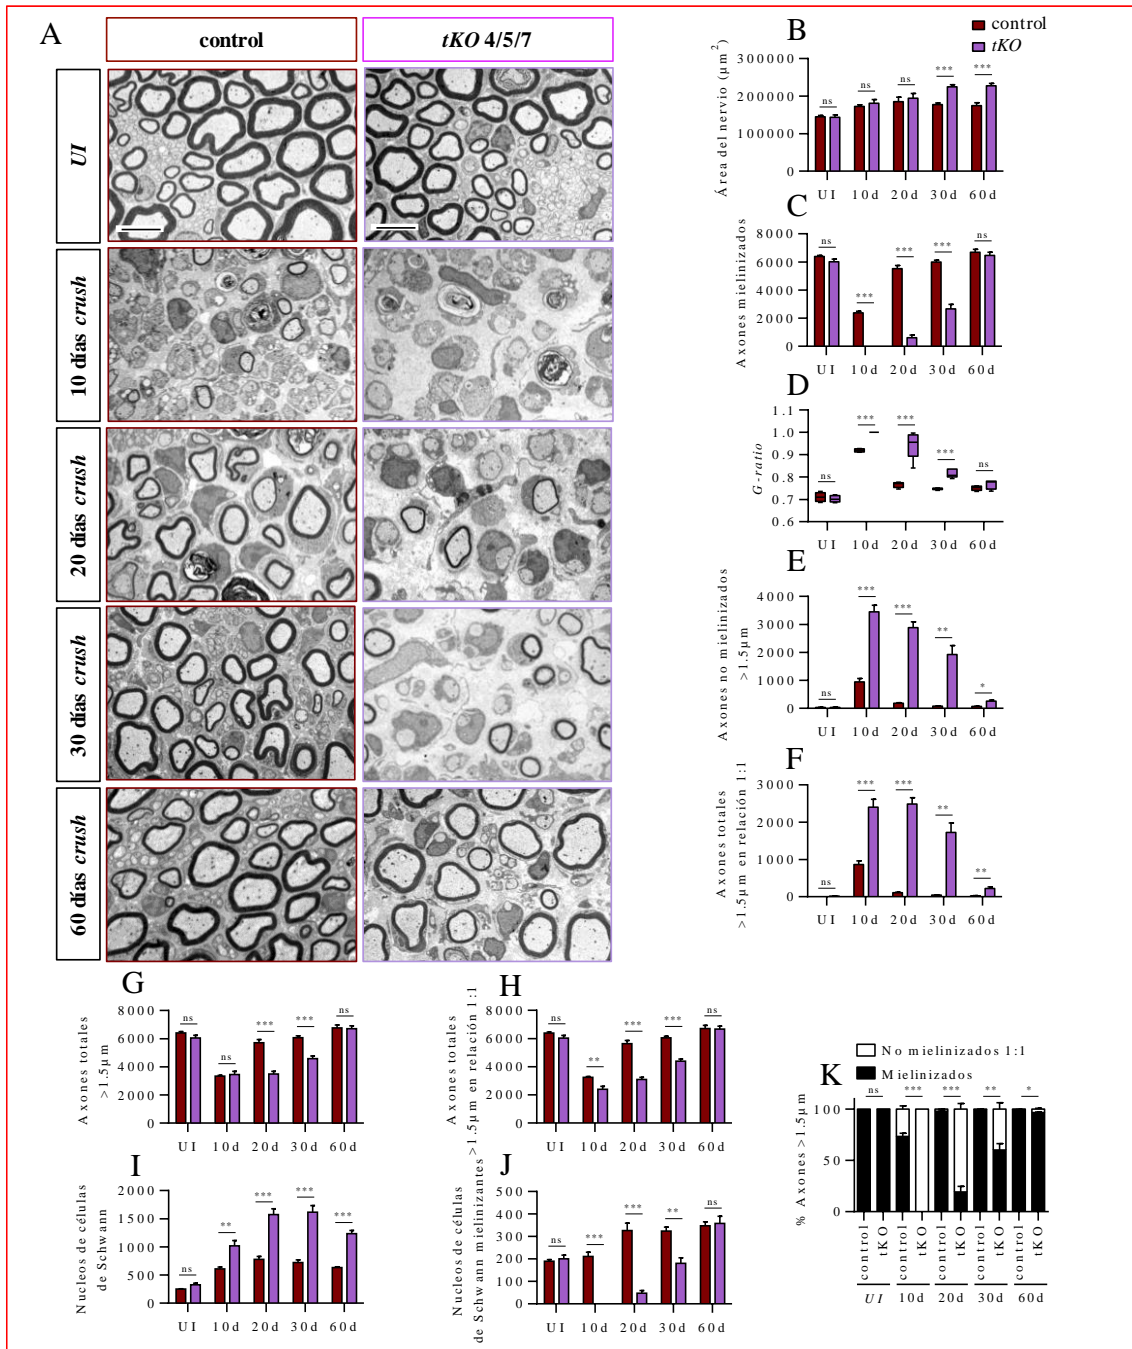 A
control
tKO 4/5/7
UI
10 días crush
20 días crush
30 días crush
60 días crush
B
control
tKO
Área del nervio (µm²)
300000
200000
100000
0
ns
ns
ns
***
***
UI 10d 20d 30d 60d
C
Axones mielinizados
8000
6000
4000
2000
0
ns
***
***
***
ns
UI 10d 20d 30d 60d
D
G-ratio
1.1
1.0
0.9
0.8
0.7
0.6
ns
***
***
***
ns
UI 10d 20d 30d 60d
E
Axones no mielinizados
>1.5µm
4000
3000
2000
1000
0
ns
***
***
**
*
UI 10d 20d 30d 60d
F
Axones totales
>1.5µm en relación 1:1
3000
2000
1000
0
ns
***
***
**
**
UI 10d 20d 30d 60d
G
Axones totales
>1.5µm
8000
6000
4000
2000
0
ns
ns
***
***
ns
UI 10d 20d 30d 60d
H
Axones totales
>1.5µm en relación 1:1
8000
6000
4000
2000
0
ns
**
***
***
ns
UI 10d 20d 30d 60d
I
Nucleos de células
de Schwann
2000
1500
1000
500
0
ns
**
***
***
***
UI 10d 20d 30d 60d
J
Nucleos de células
de Schwann mielinizantes
500
400
300
200
100
0
ns
***
***
**
ns
UI 10d 20d 30d 60d
K
No mielinizados 1:1
Mielinizados
% Axones >1.5µm
100
50
0
ns
***
***
**
*
control
tKO
control
tKO
control
tKO
control
tKO
control
tKO
UI 10d 20d 30d 60d